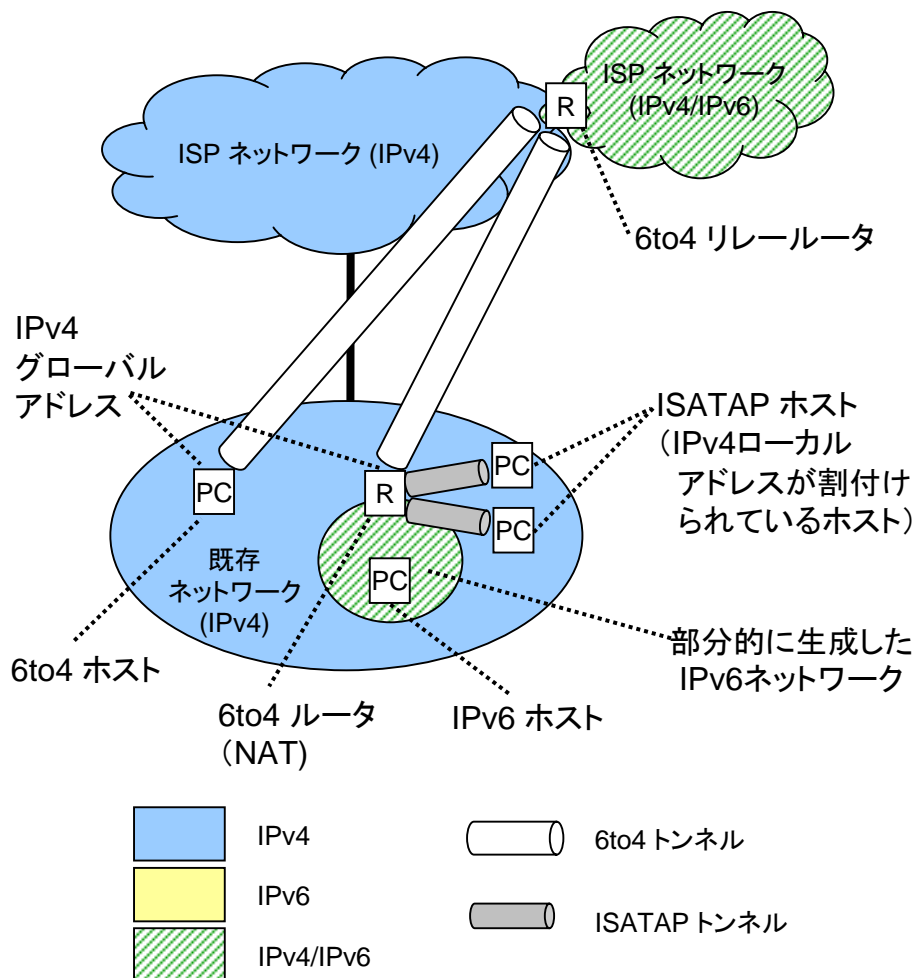 ISP ネットワーク
(IPv4/IPv6)
R
ISP ネットワーク (IPv4)
6to4 リレールータ
IPv4
グローバル
アドレス
ISATAP ホスト
（IPv4ローカル
アドレスが割付け
られているホスト）
PC
R
PC
PC
PC
既存
ネットワーク
(IPv4)
6to4 ホスト
6to4 ルータ
（NAT)
IPv6 ホスト
部分的に生成した
IPv6ネットワーク
IPv4
IPv6
IPv4/IPv6
6to4 トンネル
ISATAP トンネル